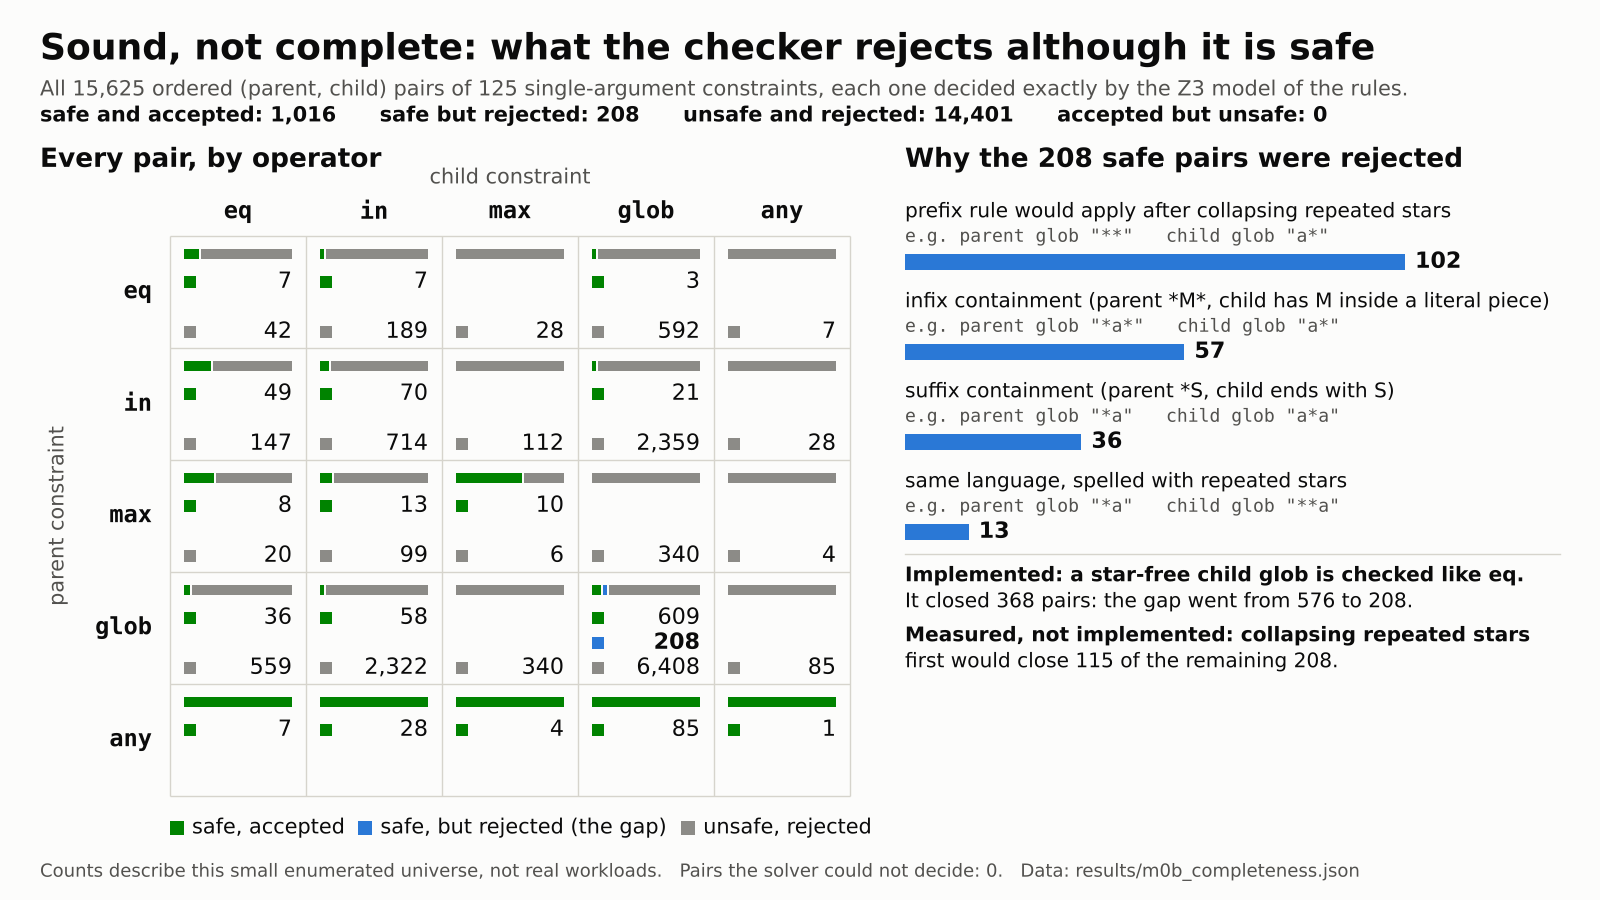 Sound, not complete: what the checker rejects although it is safe
All 15,625 ordered (parent, child) pairs of 125 single-argument constraints, each one decided exactly by the Z3 model of the rules.
safe and accepted: 1,016 safe but rejected: 208 unsafe and rejected: 14,401 accepted but unsafe: 0
Every pair, by operator
child constraint
eq in max glob any
parent constraint
eq
7 7 3
42 189 28 592 7
in
49 70 21
147 714 112 2,359 28
max
8 13 10
20 99 6 340 4
glob
36 58 609
208
559 2,322 340 6,408 85
any
7 28 4 85 1
safe, accepted safe, but rejected (the gap) unsafe, rejected
Why the 208 safe pairs were rejected
prefix rule would apply after collapsing repeated stars
e.g. parent glob "**" child glob "a*"
102
infix containment (parent *M*, child has M inside a literal piece)
e.g. parent glob "*a*" child glob "a*"
57
suffix containment (parent *S, child ends with S)
e.g. parent glob "*a" child glob "a*a"
36
same language, spelled with repeated stars
e.g. parent glob "*a" child glob "**a"
13
Implemented: a star-free child glob is checked like eq.
It closed 368 pairs: the gap went from 576 to 208.
Measured, not implemented: collapsing repeated stars
first would close 115 of the remaining 208.
Counts describe this small enumerated universe, not real workloads. Pairs the solver could not decide: 0. Data: results/m0b_completeness.json